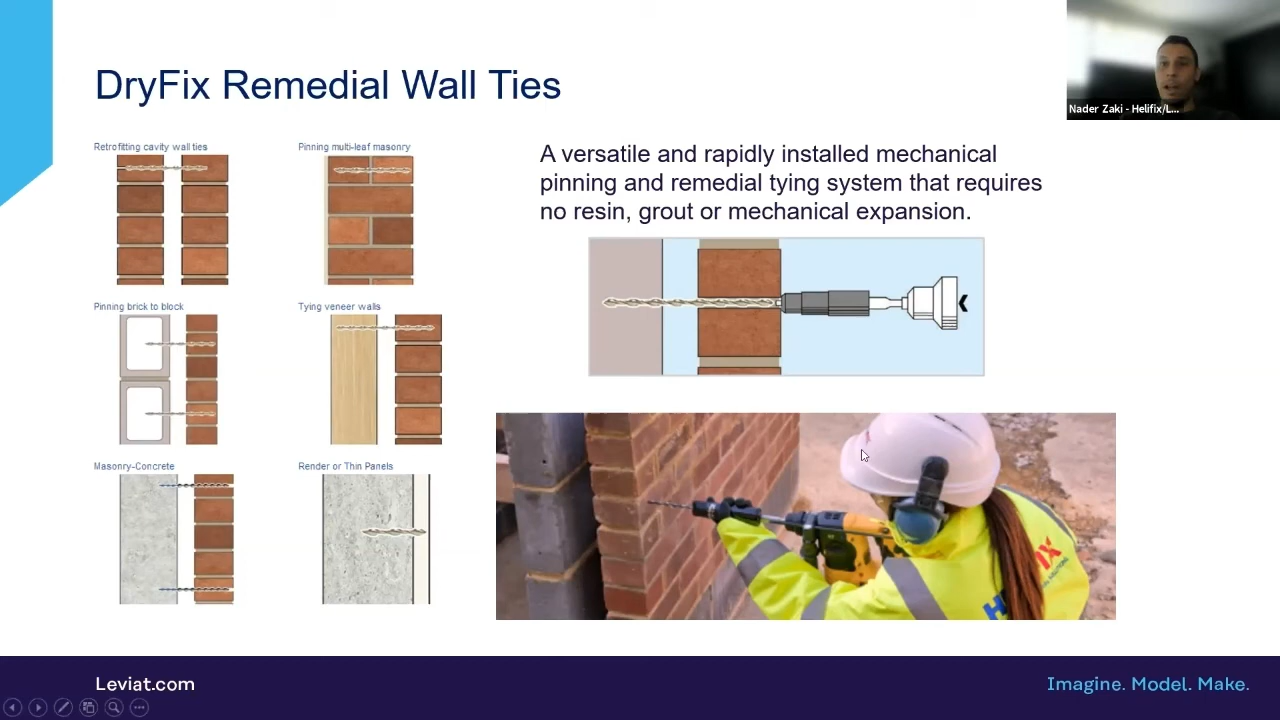 DryFix Remedial Wall Ties
Nader Zaki - Helifix/L...
Retrofitting cavity wall ties
Pinning multi-leaf masonry
A versatile and rapidly installed mechanical
pinning and remedial tying system that requires
no resin, grout or mechanical expansion.
Pinning brick to block
Tying veneer walls
Masonry-Concrete
Render or Thin Panels
Leviat.com
Imagine. Model. Make.